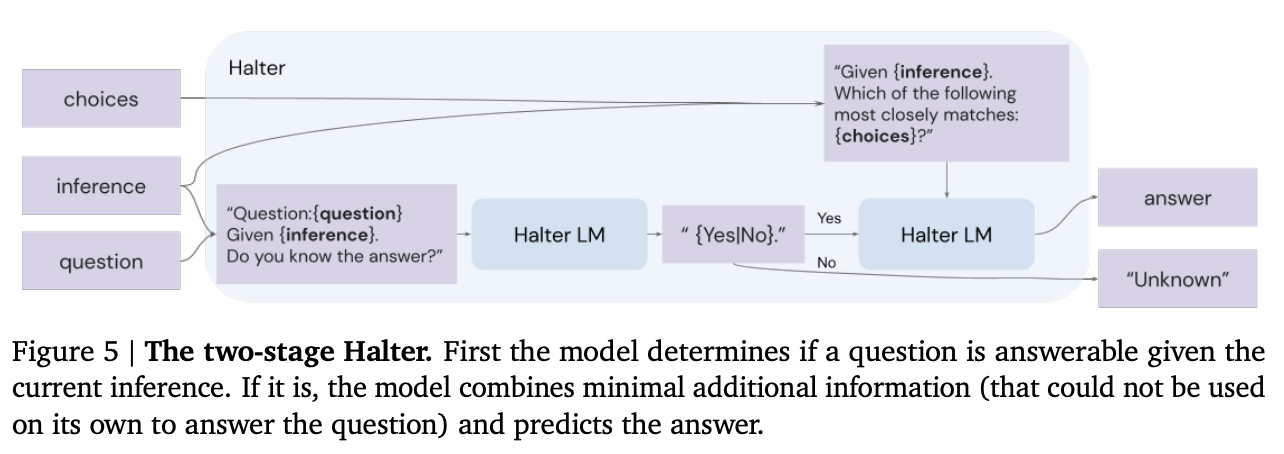 Halter
choices
inference
question
"Question:{question}
Given {inference}.
Do you know the answer?"
Halter LM
" {Yes|No}."
Yes
No
"Given {inference}.
Which of the following
most closely matches:
{choices}?"
Halter LM
answer
"Unknown"
Figure 5 | The two-stage Halter. First the model determines if a question is answerable given the
current inference. If it is, the model combines minimal additional information (that could not be used
on its own to answer the question) and predicts the answer.